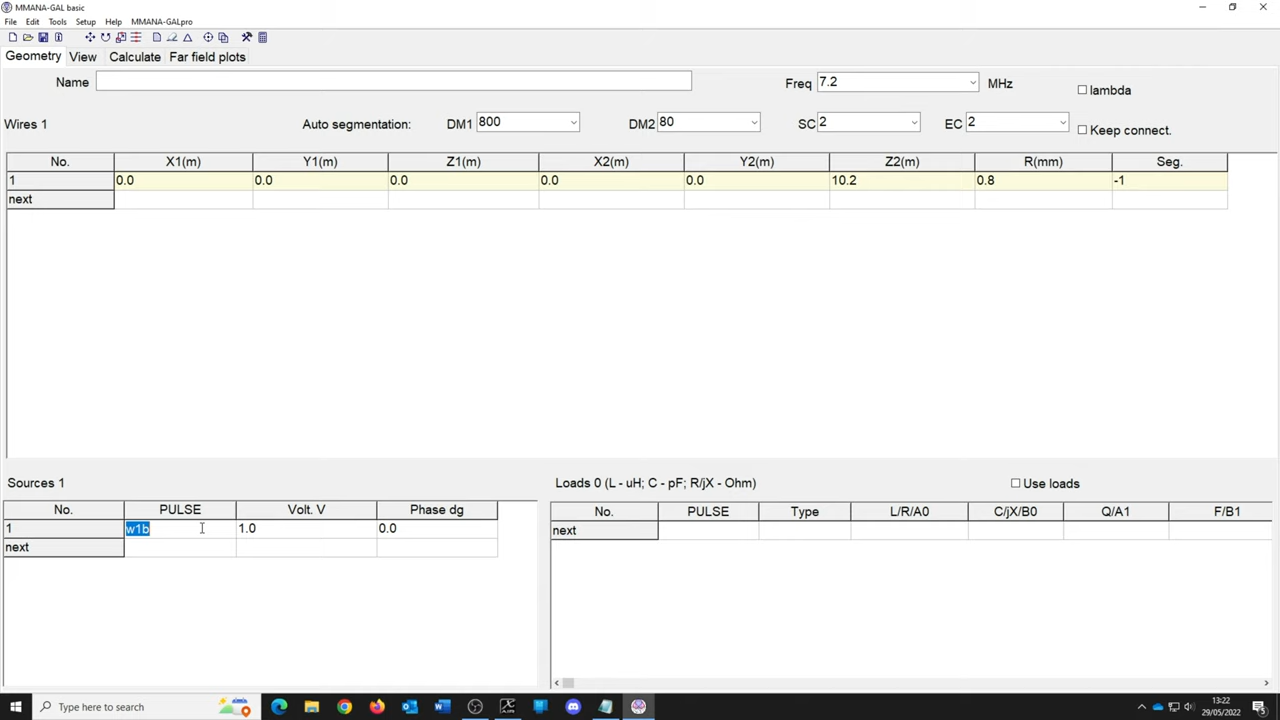 MMANA-GAL basic
File Edit Tools Setup Help MMANA-GALpro
Geometry View Calculate Far field plots
Name Freq 7.2 MHz lambda
Wires 1 Auto segmentation: DM1 800 DM2 80 SC 2 EC 2 Keep connect.
No. X1(m) Y1(m) Z1(m) X2(m) Y2(m) Z2(m) R(mm) Seg.
1 0.0 0.0 0.0 0.0 0.0 10.2 0.8 -1
next
Sources 1 Loads 0 (L - uH; C - pF; R/jX - Ohm) Use loads
No. PULSE Volt. V Phase dg No. PULSE Type L/R/A0 C/jX/B0 Q/A1 F/B1
1 w1b 1.0 0.0 next
next
Type here to search 13:22
29/05/2022 5